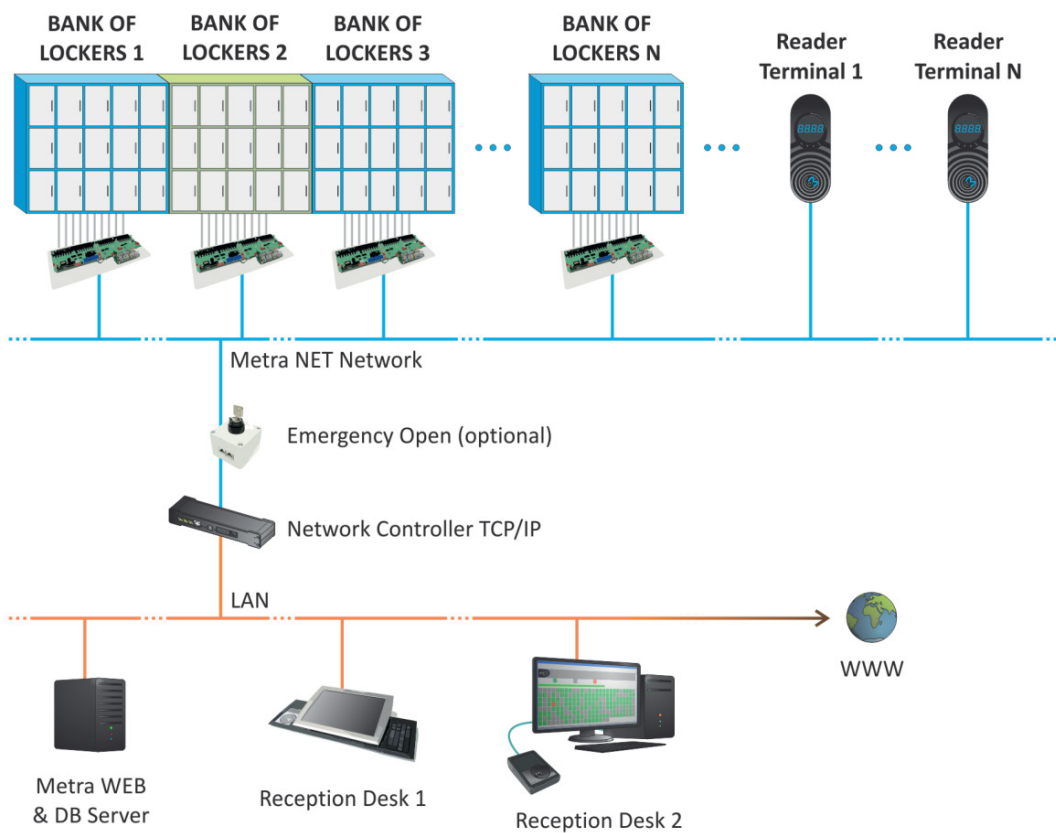 BANK OF
LOCKERS 1
BANK OF
LOCKERS 2
BANK OF
LOCKERS 3
BANK OF
LOCKERS N
Reader
Terminal 1
Reader
Terminal N
8888
8888
Metra NET Network
Emergency Open (optional)
Network Controller TCP/IP
LAN
WWW
Metra WEB
& DB Server
Reception Desk 1
Reception Desk 2